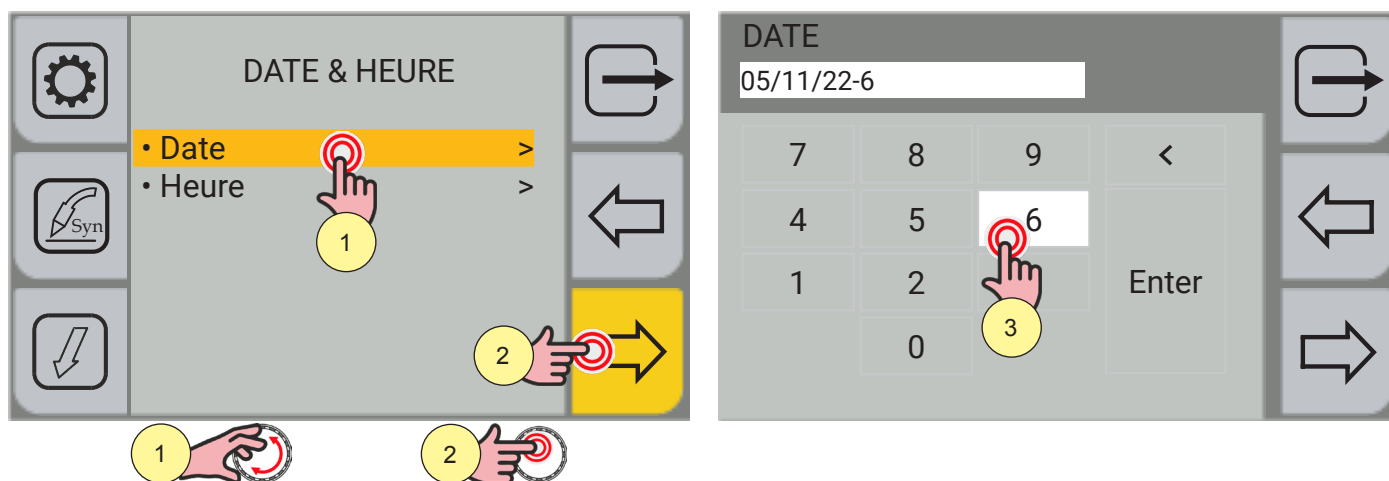 DATE & HEURE
• Date >
• Heure >
Syn
1
2
1
2
DATE
05/11/22-6
7 8 9 <
4 5 6
1 2 Enter
3
0